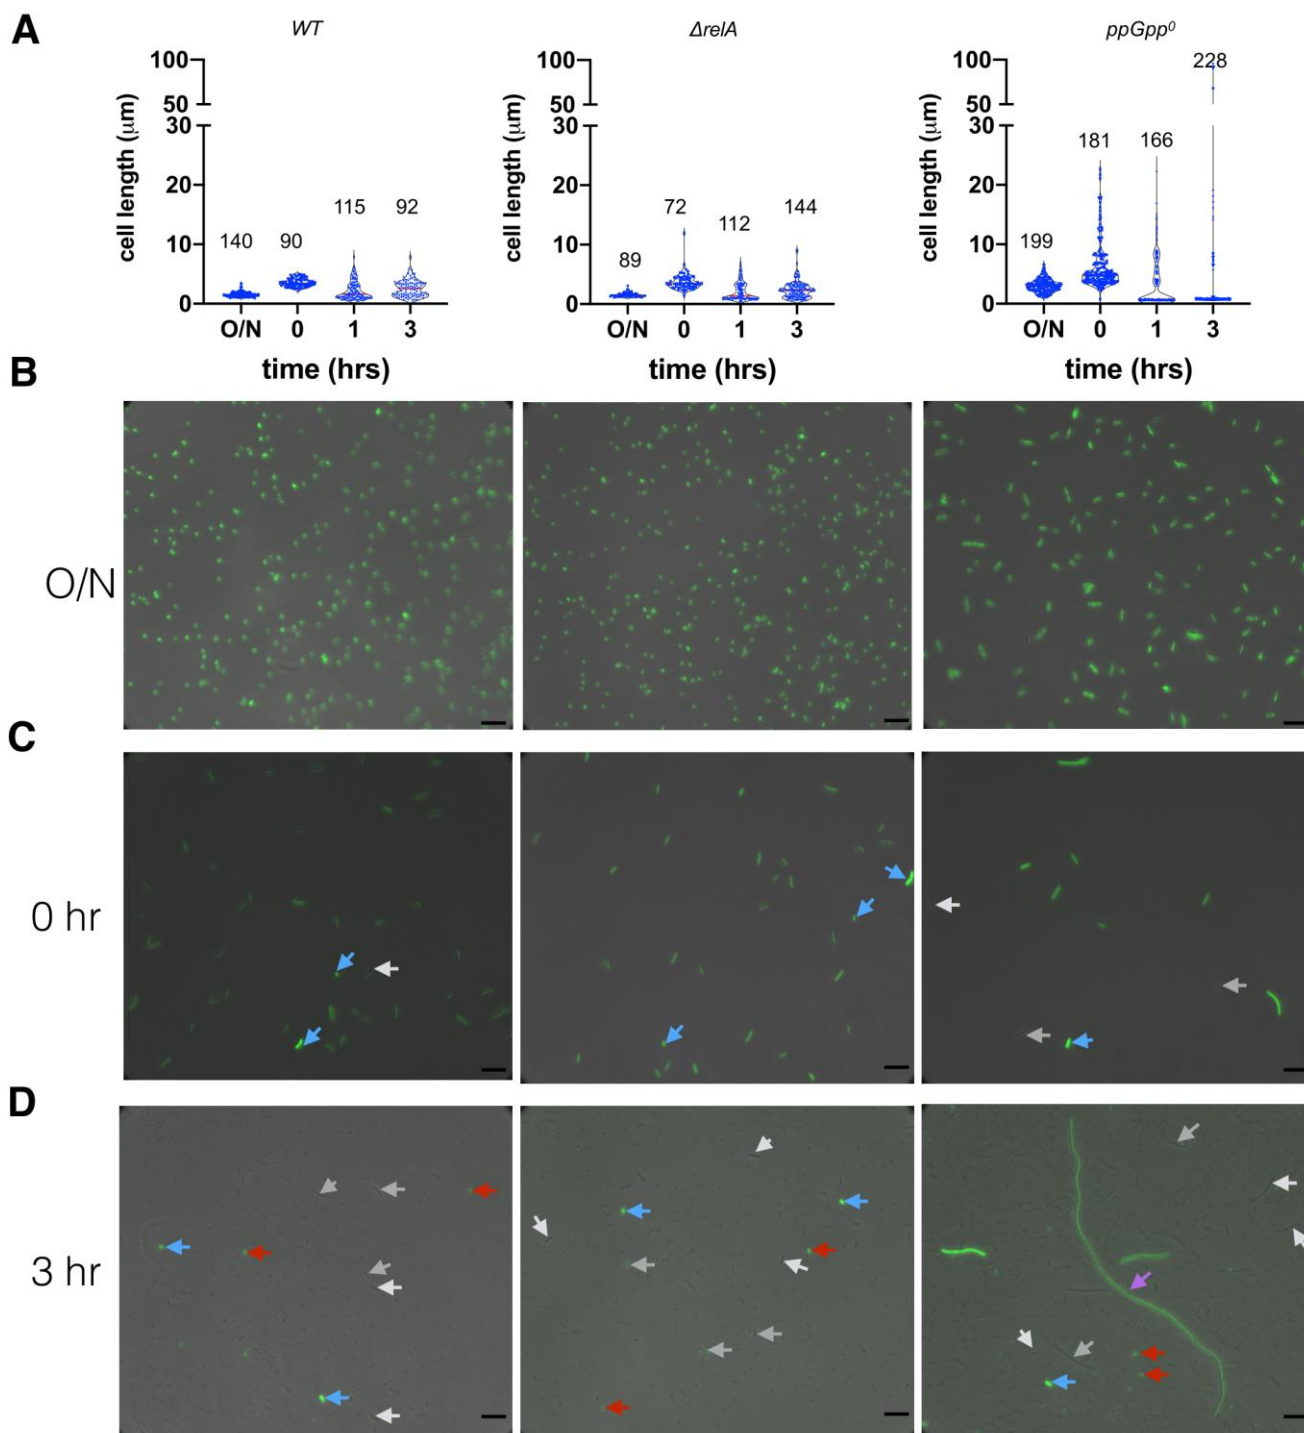 A
WT
ΔrelA
ppGpp⁰
cell length (μm)
100
50
30
20
10
0
140
90
115
92
O/N
0
1
3
time (hrs)
cell length (μm)
100
50
30
20
10
0
89
72
112
144
O/N
0
1
3
time (hrs)
cell length (μm)
100
50
30
20
10
0
199
181
166
228
O/N
0
1
3
time (hrs)
B
O/N
C
0 hr
D
3 hr